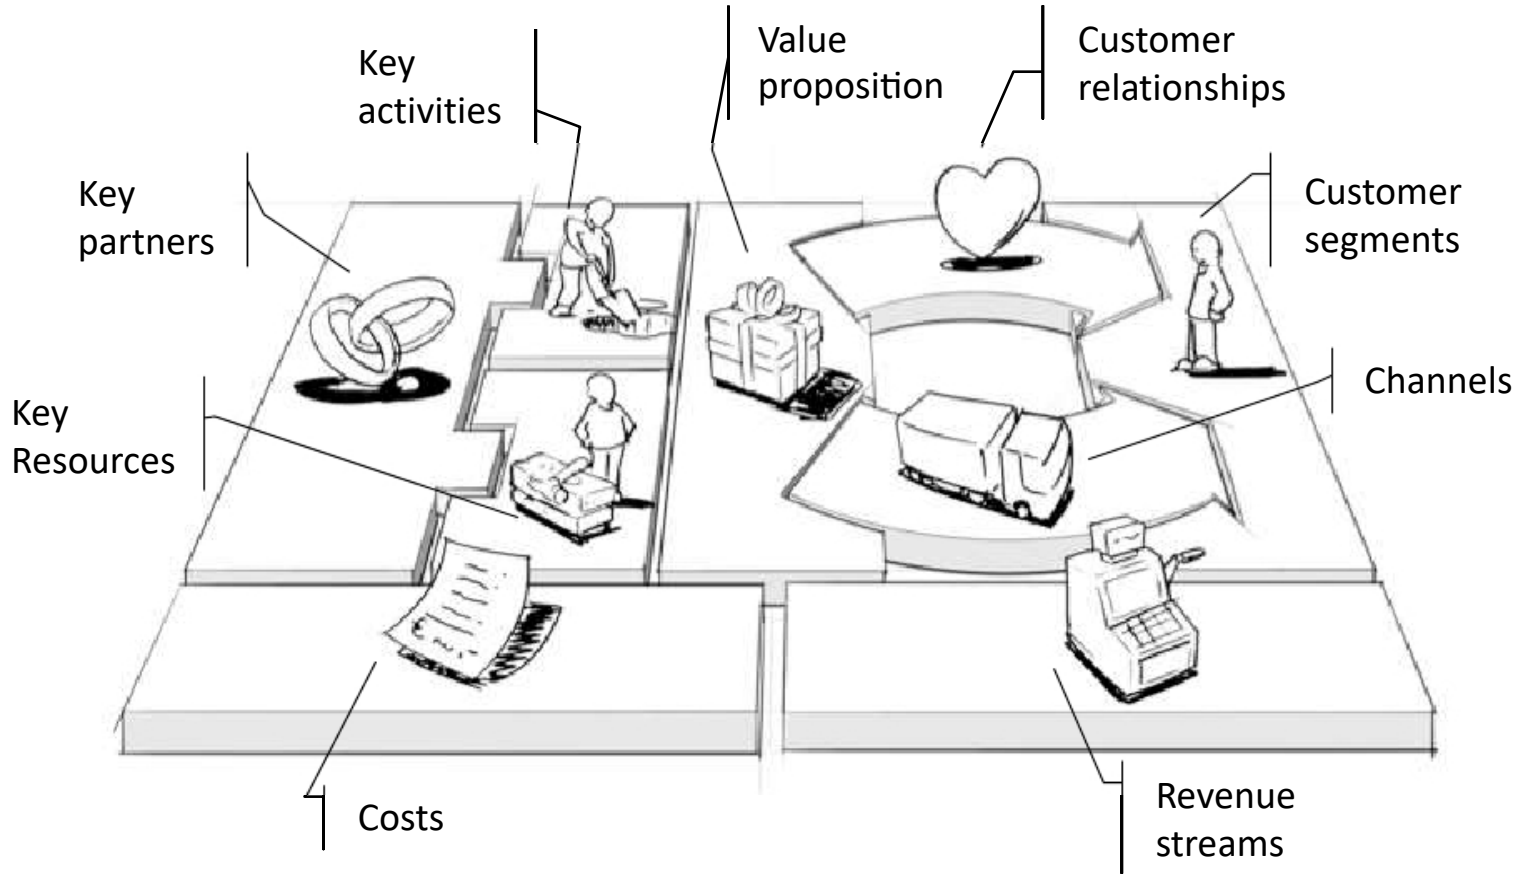 Key
activities
Value
proposition
Customer
relationships
Key
partners
Customer
segments
Key
Resources
Channels
Costs
Revenue
streams